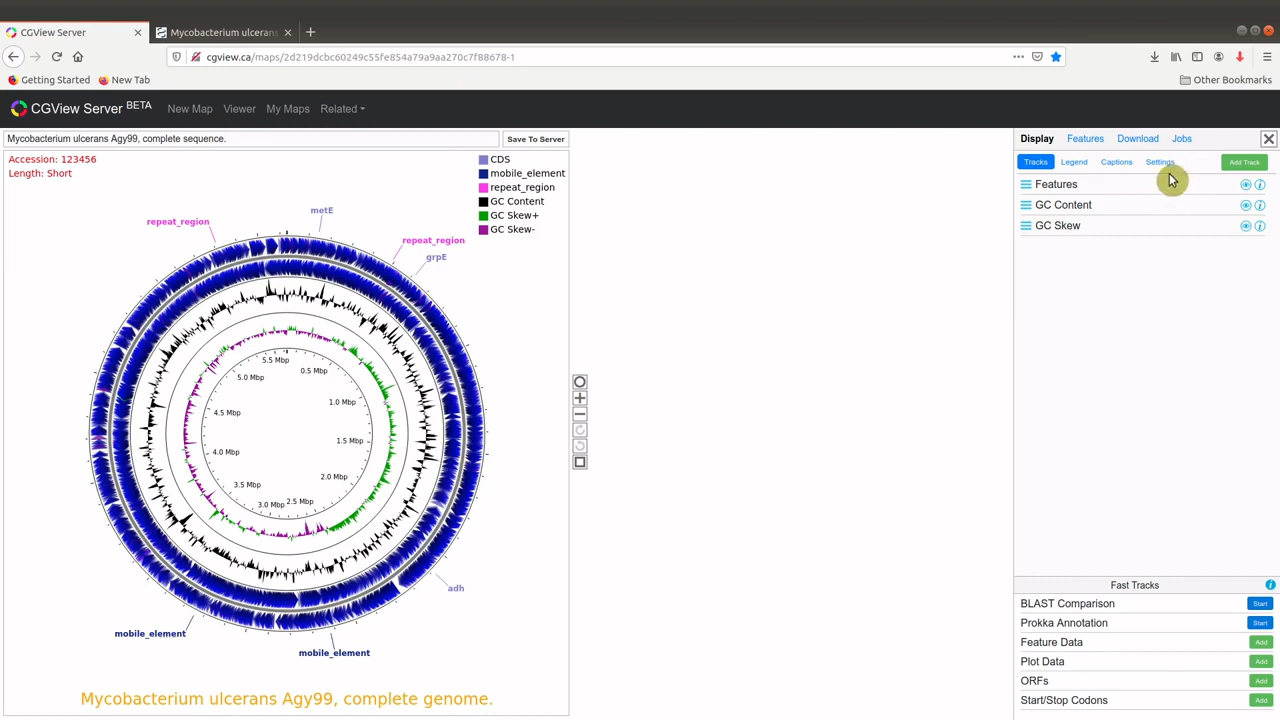 CGView Server
Mycobacterium ulcerans
cgview.ca/maps/2d219dcbc60249c55fe854a79a9aa270c7f88678-1
Getting Started
New Tab
Other Bookmarks
CGView Server BETA
New Map
Viewer
My Maps
Related
Mycobacterium ulcerans Agy99, complete sequence.
Save To Server
Accession: 123456
Length: Short
CDS
mobile_element
repeat_region
GC Content
GC Skew+
GC Skew-
metE
repeat_region
repeat_region
grpE
5.5 Mbp
0.5 Mbp
5.0 Mbp
1.0 Mbp
4.5 Mbp
1.5 Mbp
4.0 Mbp
2.0 Mbp
3.5 Mbp
2.5 Mbp
3.0 Mbp
adh
mobile_element
mobile_element
Mycobacterium ulcerans Agy99, complete genome.
Display
Features
Download
Jobs
Tracks
Legend
Captions
Settings
Add Track
Features
GC Content
GC Skew
Fast Tracks
BLAST Comparison
Start
Prokka Annotation
Start
Feature Data
Add
Plot Data
Add
ORFs
Add
Start/Stop Codons
Add